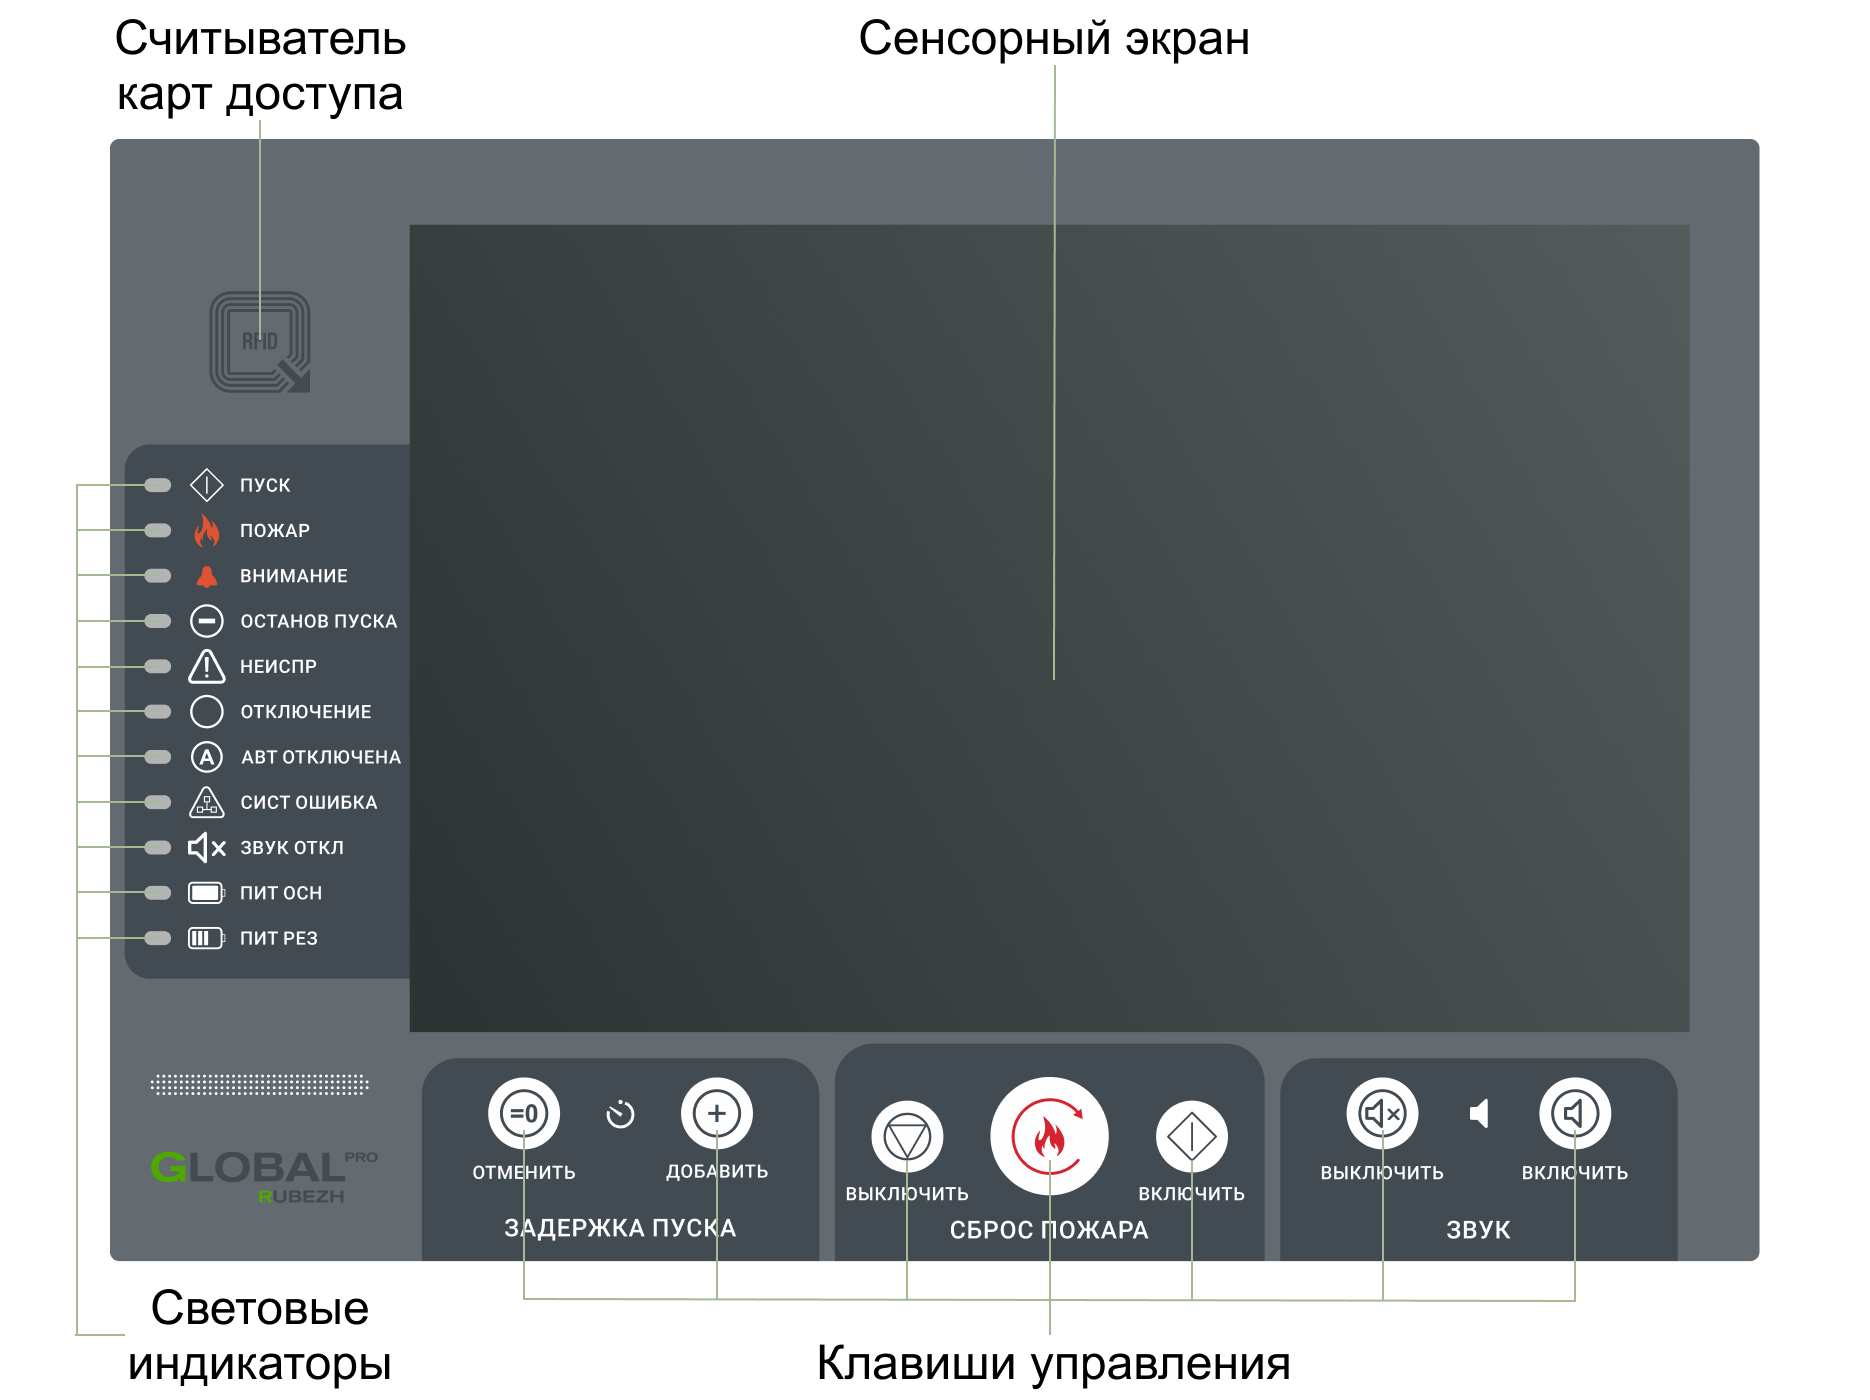 Считыватель
карт доступа
Сенсорный экран
RFID
ПУСК
ПОЖАР
ВНИМАНИЕ
ОСТАНОВ ПУСКА
НЕИСПР
ОТКЛЮЧЕНИЕ
A АВТ ОТКЛЮЧЕНА
СИСТ ОШИБКА
ЗВУК ОТКЛ
ПИТ ОСН
ПИТ РЕЗ
GLOBAL PRO
RUBEZH
=0 +
ОТМЕНИТЬ ДОБАВИТЬ
ЗАДЕРЖКА ПУСКА
ВЫКЛЮЧИТЬ ВКЛЮЧИТЬ
СБРОС ПОЖАРА
ВЫКЛЮЧИТЬ ВКЛЮЧИТЬ
ЗВУК
Световые
индикаторы
Клавиши управления